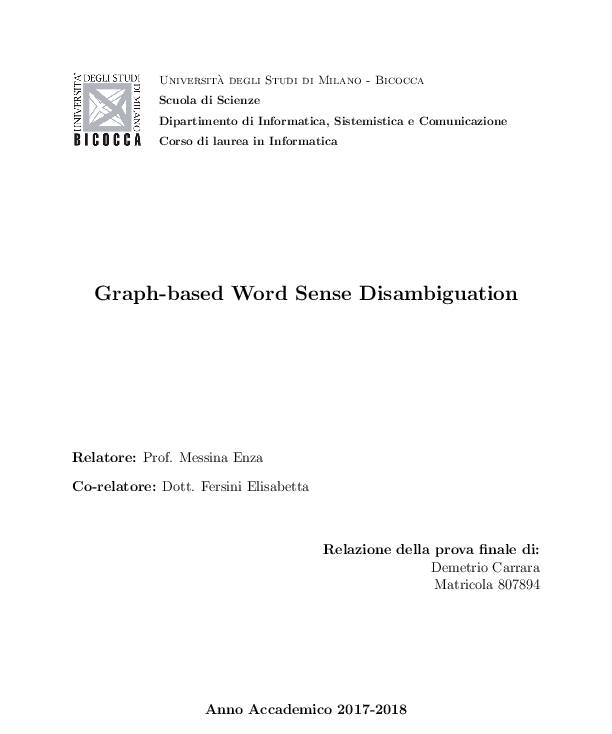 UNIVERSITA' DEGLI STUDI DI MILANO
BICOCCA
Università degli Studi di Milano - Bicocca
Scuola di Scienze
Dipartimento di Informatica, Sistemistica e Comunicazione
Corso di laurea in Informatica
Graph-based Word Sense Disambiguation
Relatore: Prof. Messina Enza
Co-relatore: Dott. Fersini Elisabetta
Relazione della prova finale di:
Demetrio Carrara
Matricola 807894
Anno Accademico 2017-2018